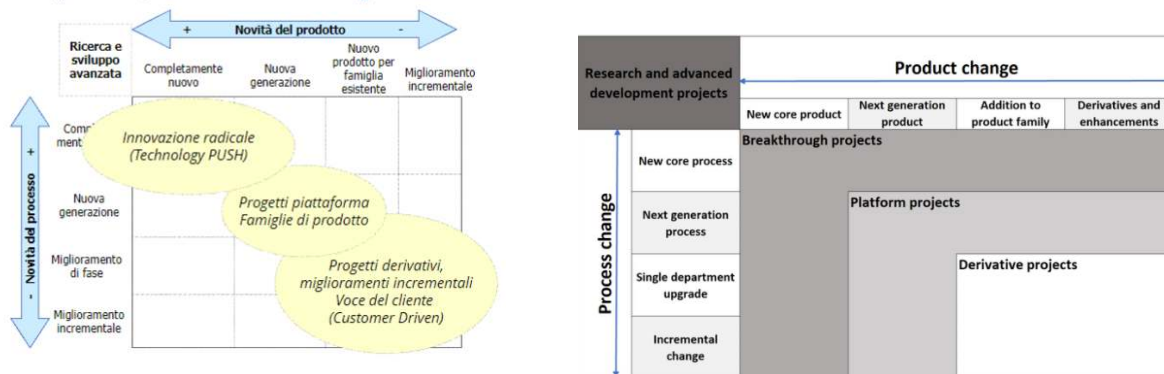 + Novità del prodotto -
Ricerca e
sviluppo
avanzata
Completamente
nuovo
Nuova
generazione
Nuovo
prodotto per
famiglia
esistente
Miglioramento
incrementale
- Novità del processo +
Nuova
generazione
Miglioramento
di fase
Miglioramento
incrementale
Innovazione radicale
(Technology PUSH)
Progetti piattaforma
Famiglie di prodotto
Progetti derivativi,
miglioramenti incrementali
Voce del cliente
(Customer Driven)
Research and advanced
development projects
Product change
New core product
Next generation
product
Addition to
product family
Derivatives and
enhancements
Process change
New core process
Next generation
process
Single department
upgrade
Incremental
change
Breakthrough projects
Platform projects
Derivative projects